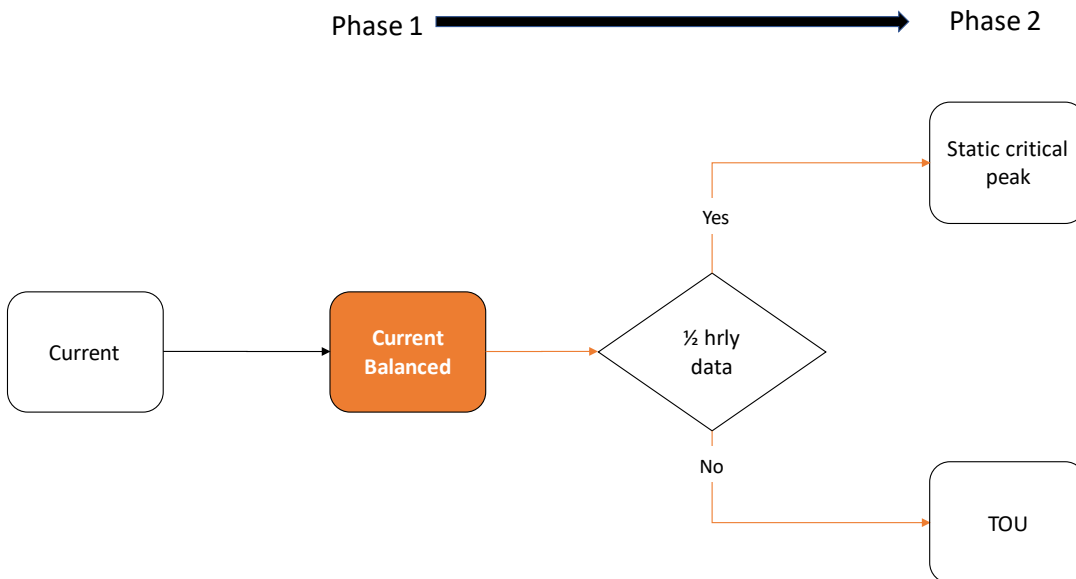 Phase 1
Phase 2
Static critical
peak
Yes
Current
Current
Balanced
½ hrly
data
No
TOU